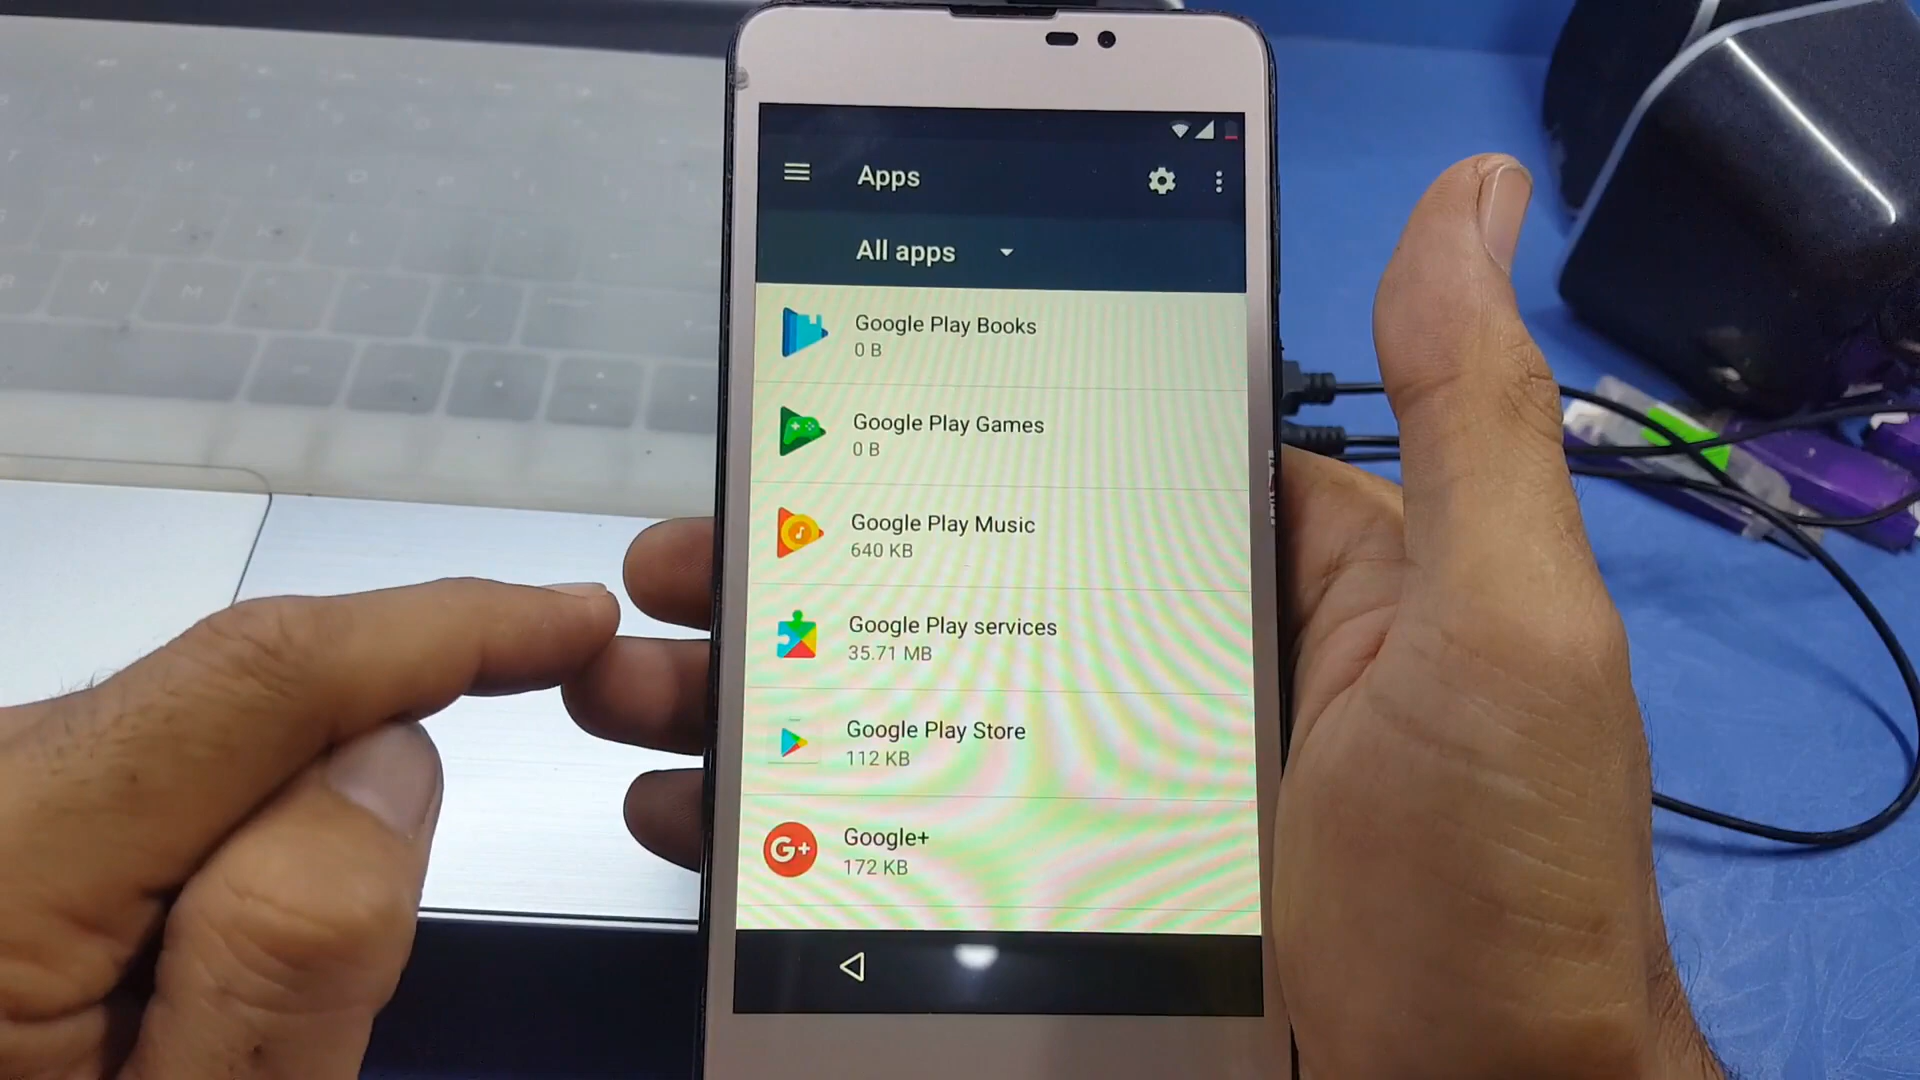 Apps
All apps
Google Play Books
0 B
Google Play Games
0 B
Google Play Music
640 KB
Google Play services
35.71 MB
Google Play Store
112 KB
G+
Google+
172 KB